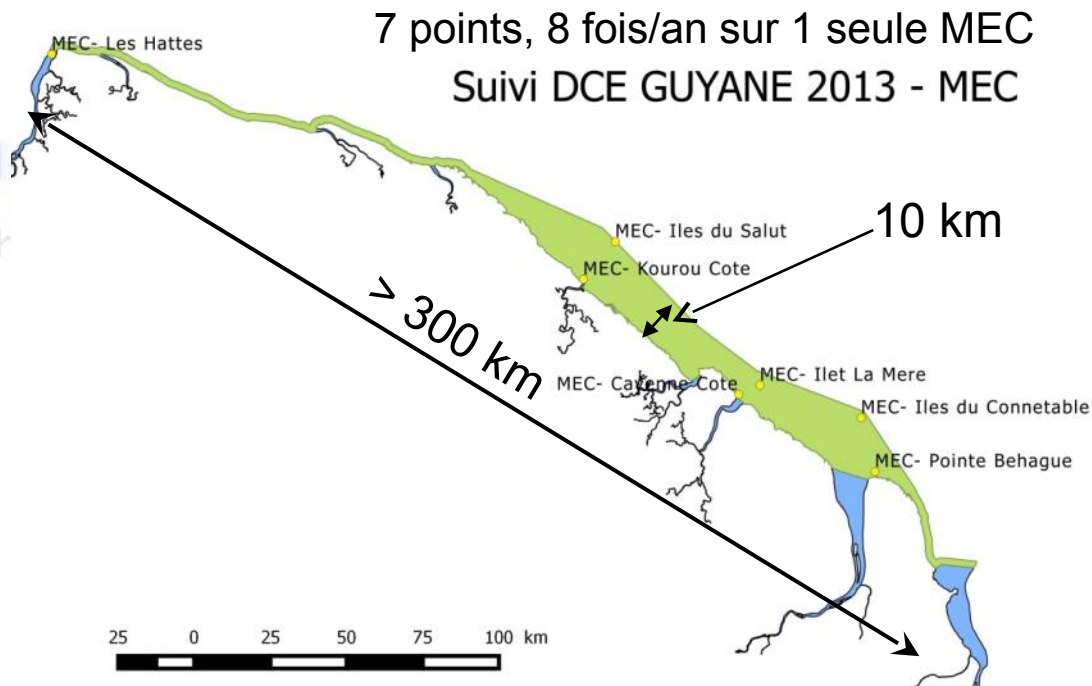 7 points, 8 fois/an sur 1 seule MEC
Suivi DCE GUYANE 2013 - MEC
MEC- Les Hattes
MEC- Iles du Salut
10 km
MEC- Kourou Cote
> 300 km
MEC- Cayenne Cote
MEC- Ilet La Mere
MEC- Iles du Connetable
MEC- Pointe Behague
25 0 25 50 75 100 km